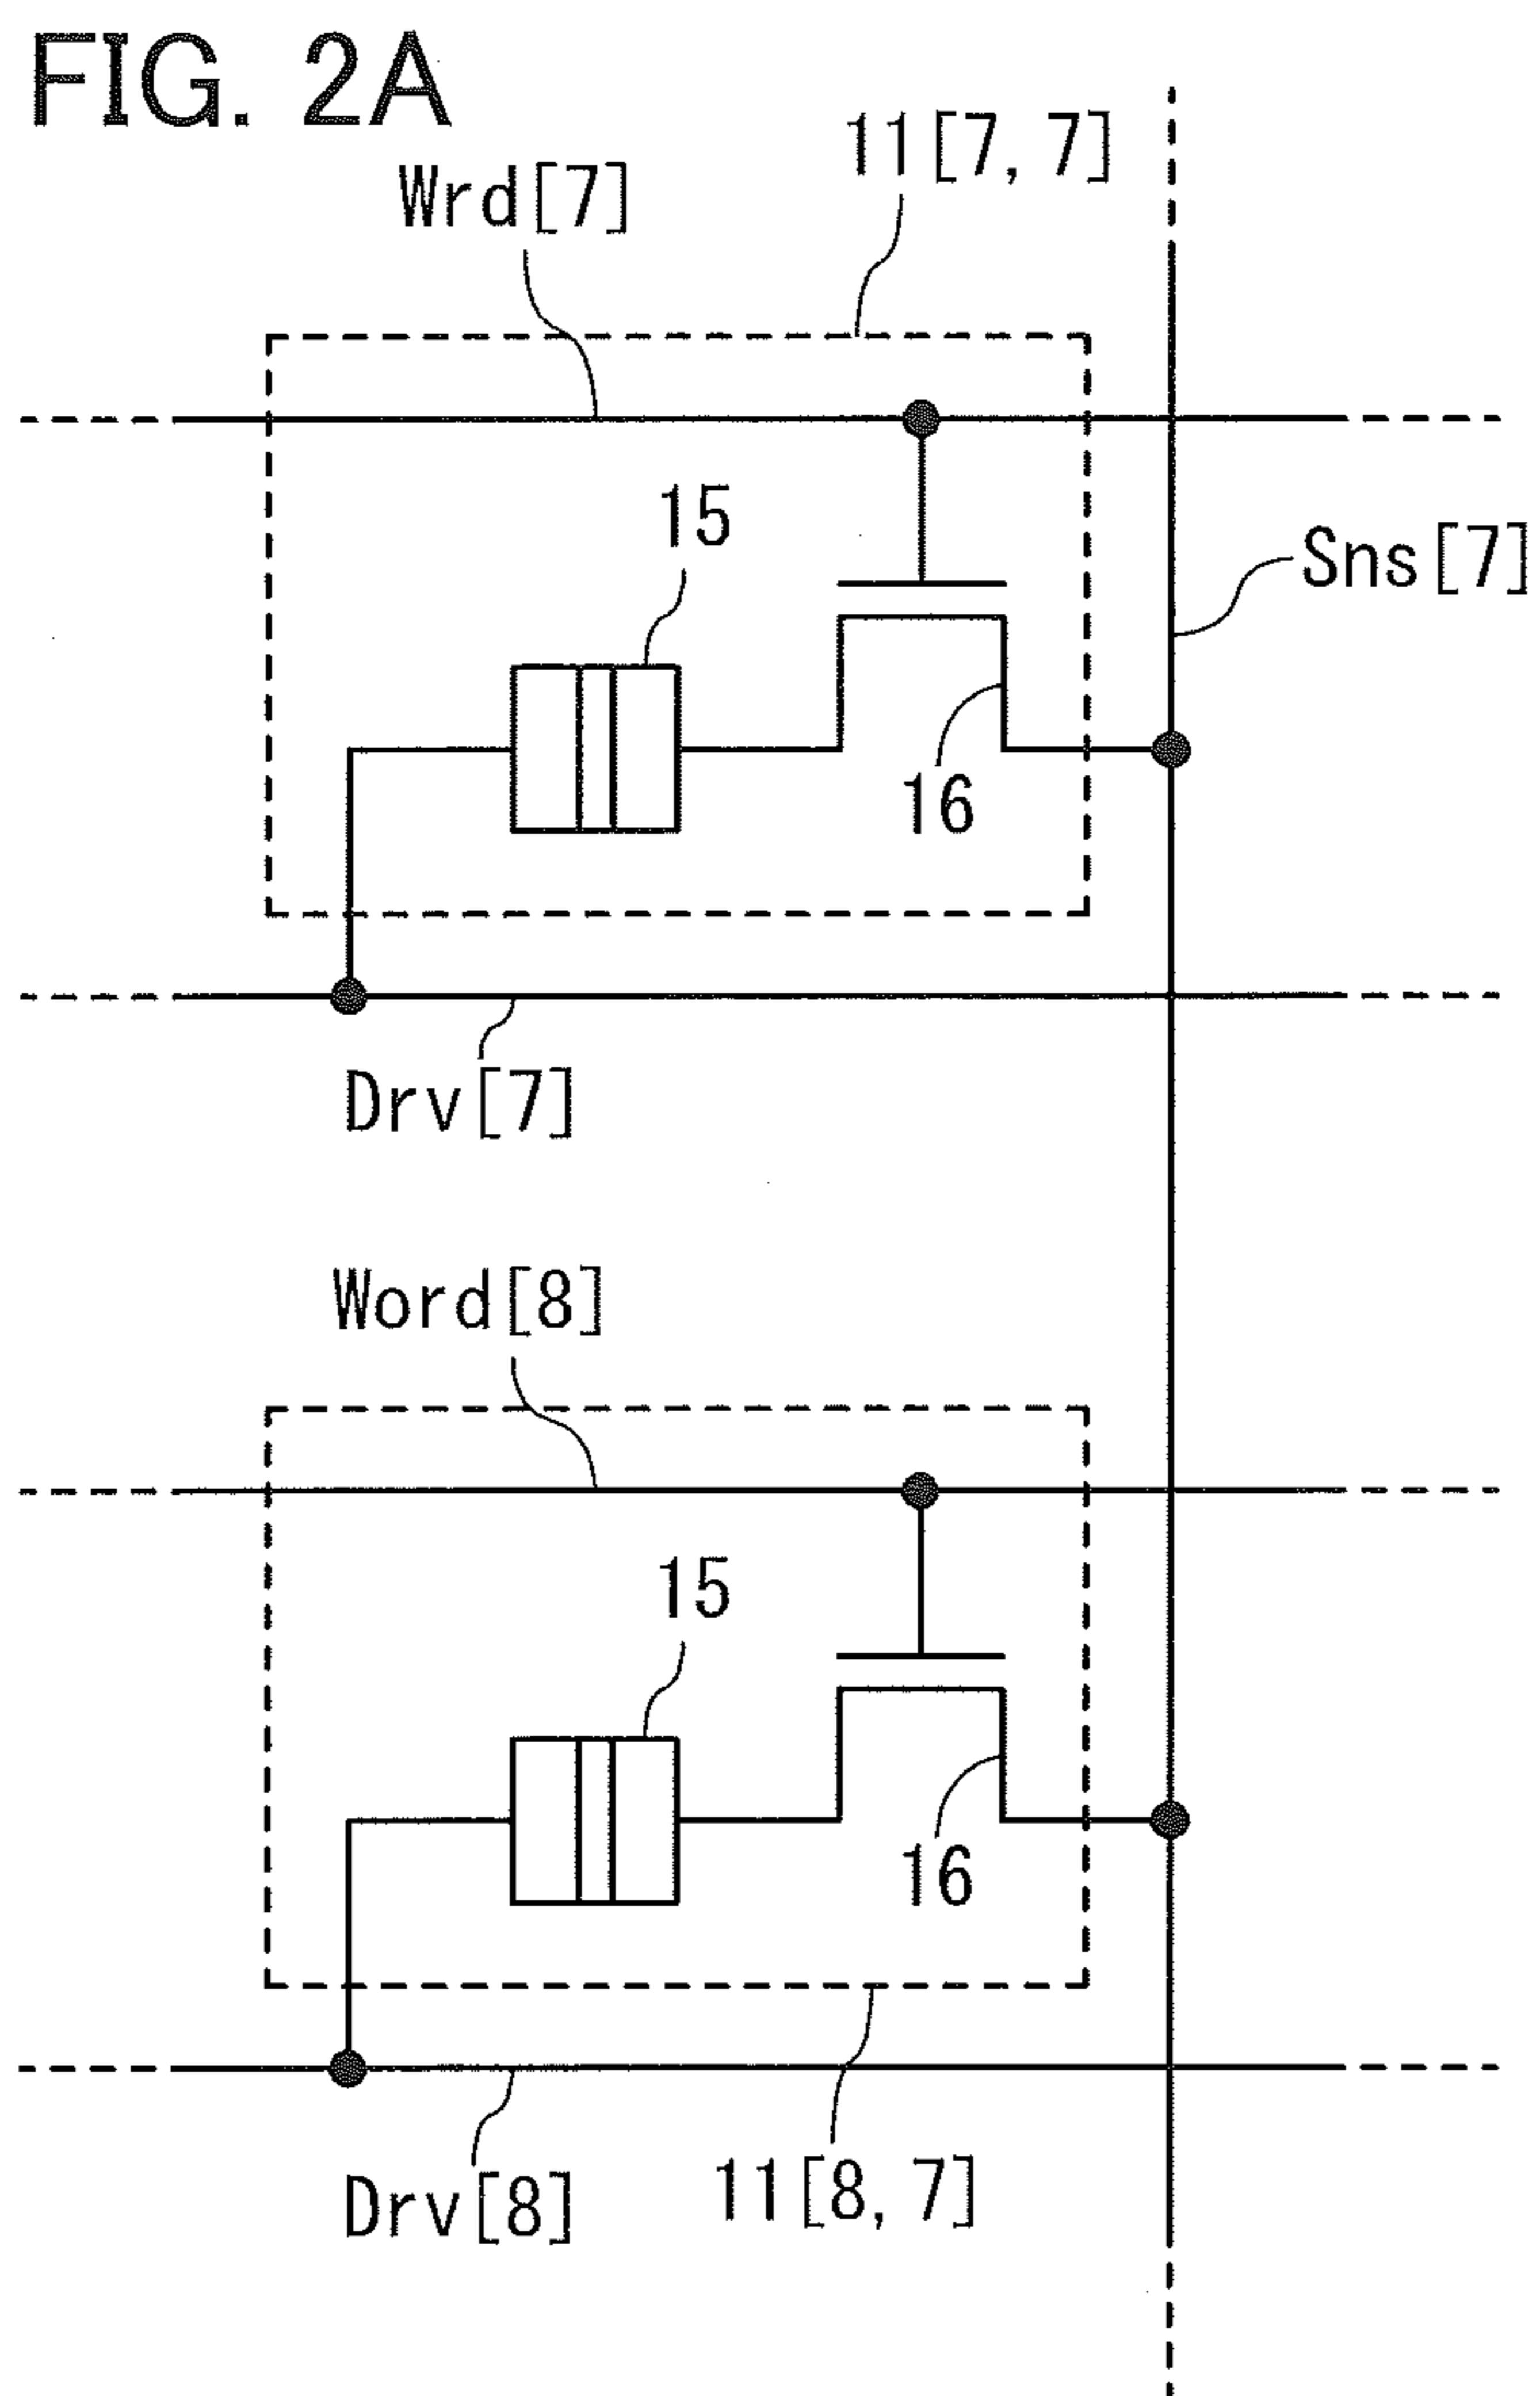 FIG. 2A
11[7, 7]
Wrd[7]
15
Sns[7]
16
Drv[7]
Word[8]
15
16
11[8, 7]
Drv[8]